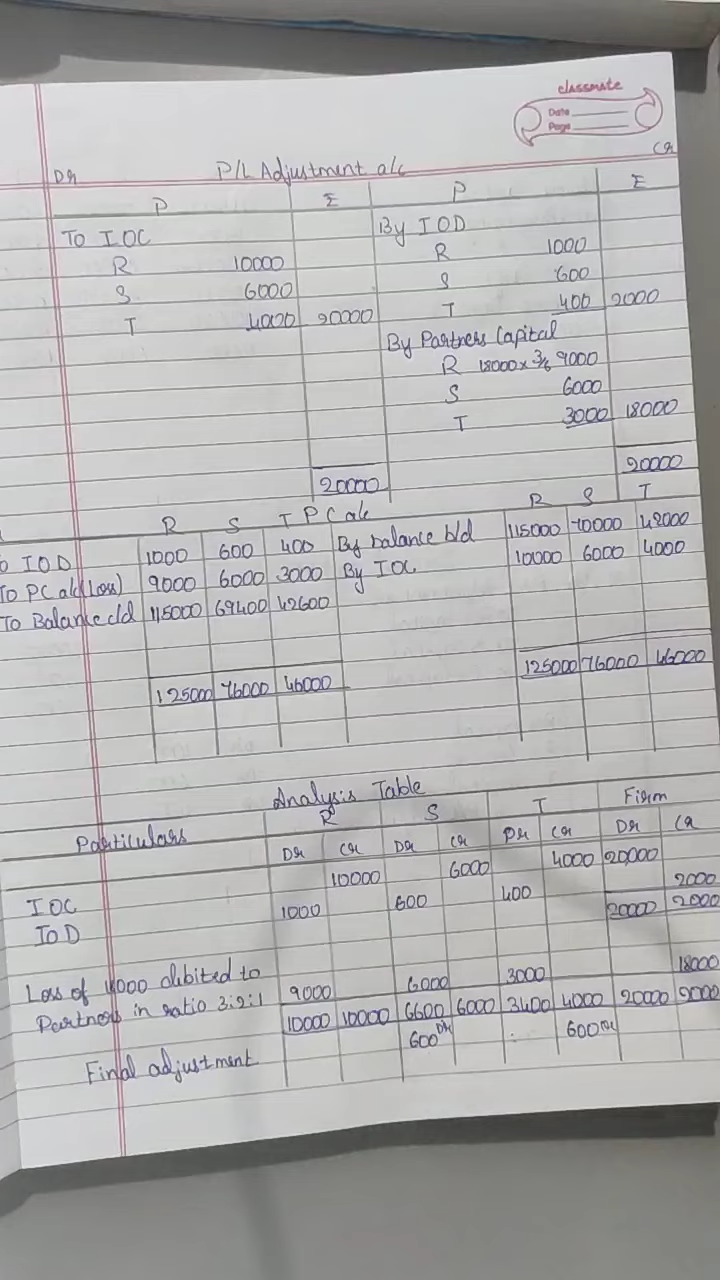 classmate
Date
Page
Dr P/L Adjustment a/c Cr
P Σ P Σ
To IOC By IOD
R 10000 R 1000
S 6000 S 600
T 4000 20000 T 400 2000
By Partners Capital
R 18000 x 3/6 9000
S 6000
T 3000 18000
20000 20000
R S T P C a/c R S T
o IOD 1000 600 400 By balance b/d 115000 70000 42000
To PC a/c (Loss) 9000 6000 3000 By IOC 10000 6000 4000
To Balance c/d 115000 69400 42600
125000 76000 46000 125000 76000 46000
Analysis Table
Particulars R S T Firm
Dr Cr Dr Cr Dr Cr Dr Cr
IOC 10000 6000 4000 20000
IOD 1000 600 400 2000
20000 2000
Loss of debited to 18000
Partners in ratio 3:2:1 9000 6000 3000
10000 10000 6600 6000 3400 4000 20000
Final adjustment 600 Dr 600 Cr